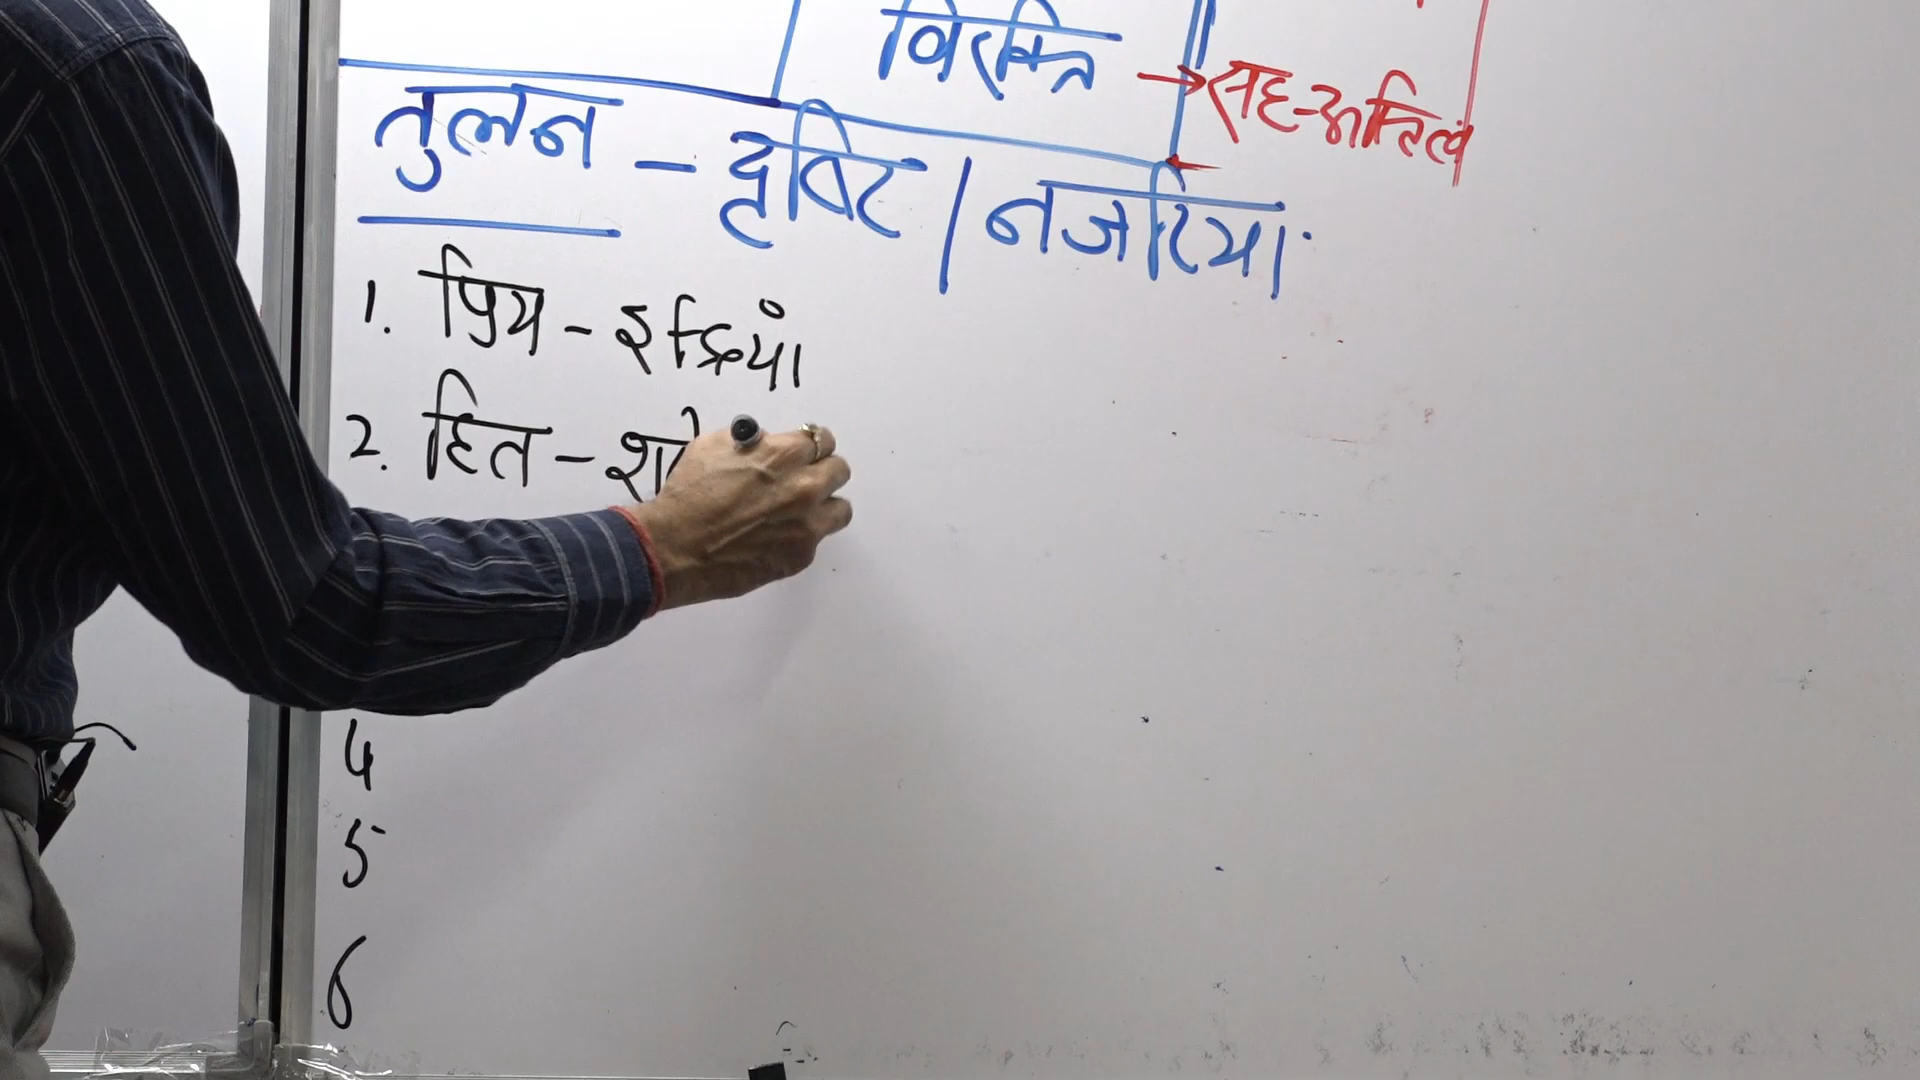 विरक्ति → सह-अस्तित्व
तुलन - दृष्टि / नजरिया
1. प्रिय - इन्द्रियां
2. हित -
4
5
6